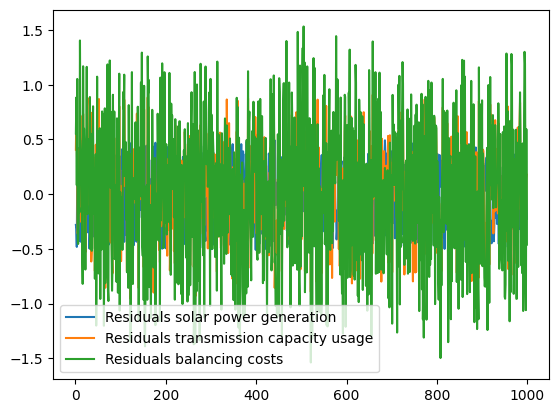 1.5
1.0
0.5
0.0
−0.5
−1.0
−1.5
Residuals solar power generation
Residuals transmission capacity usage
Residuals balancing costs
0 200 400 600 800 1000